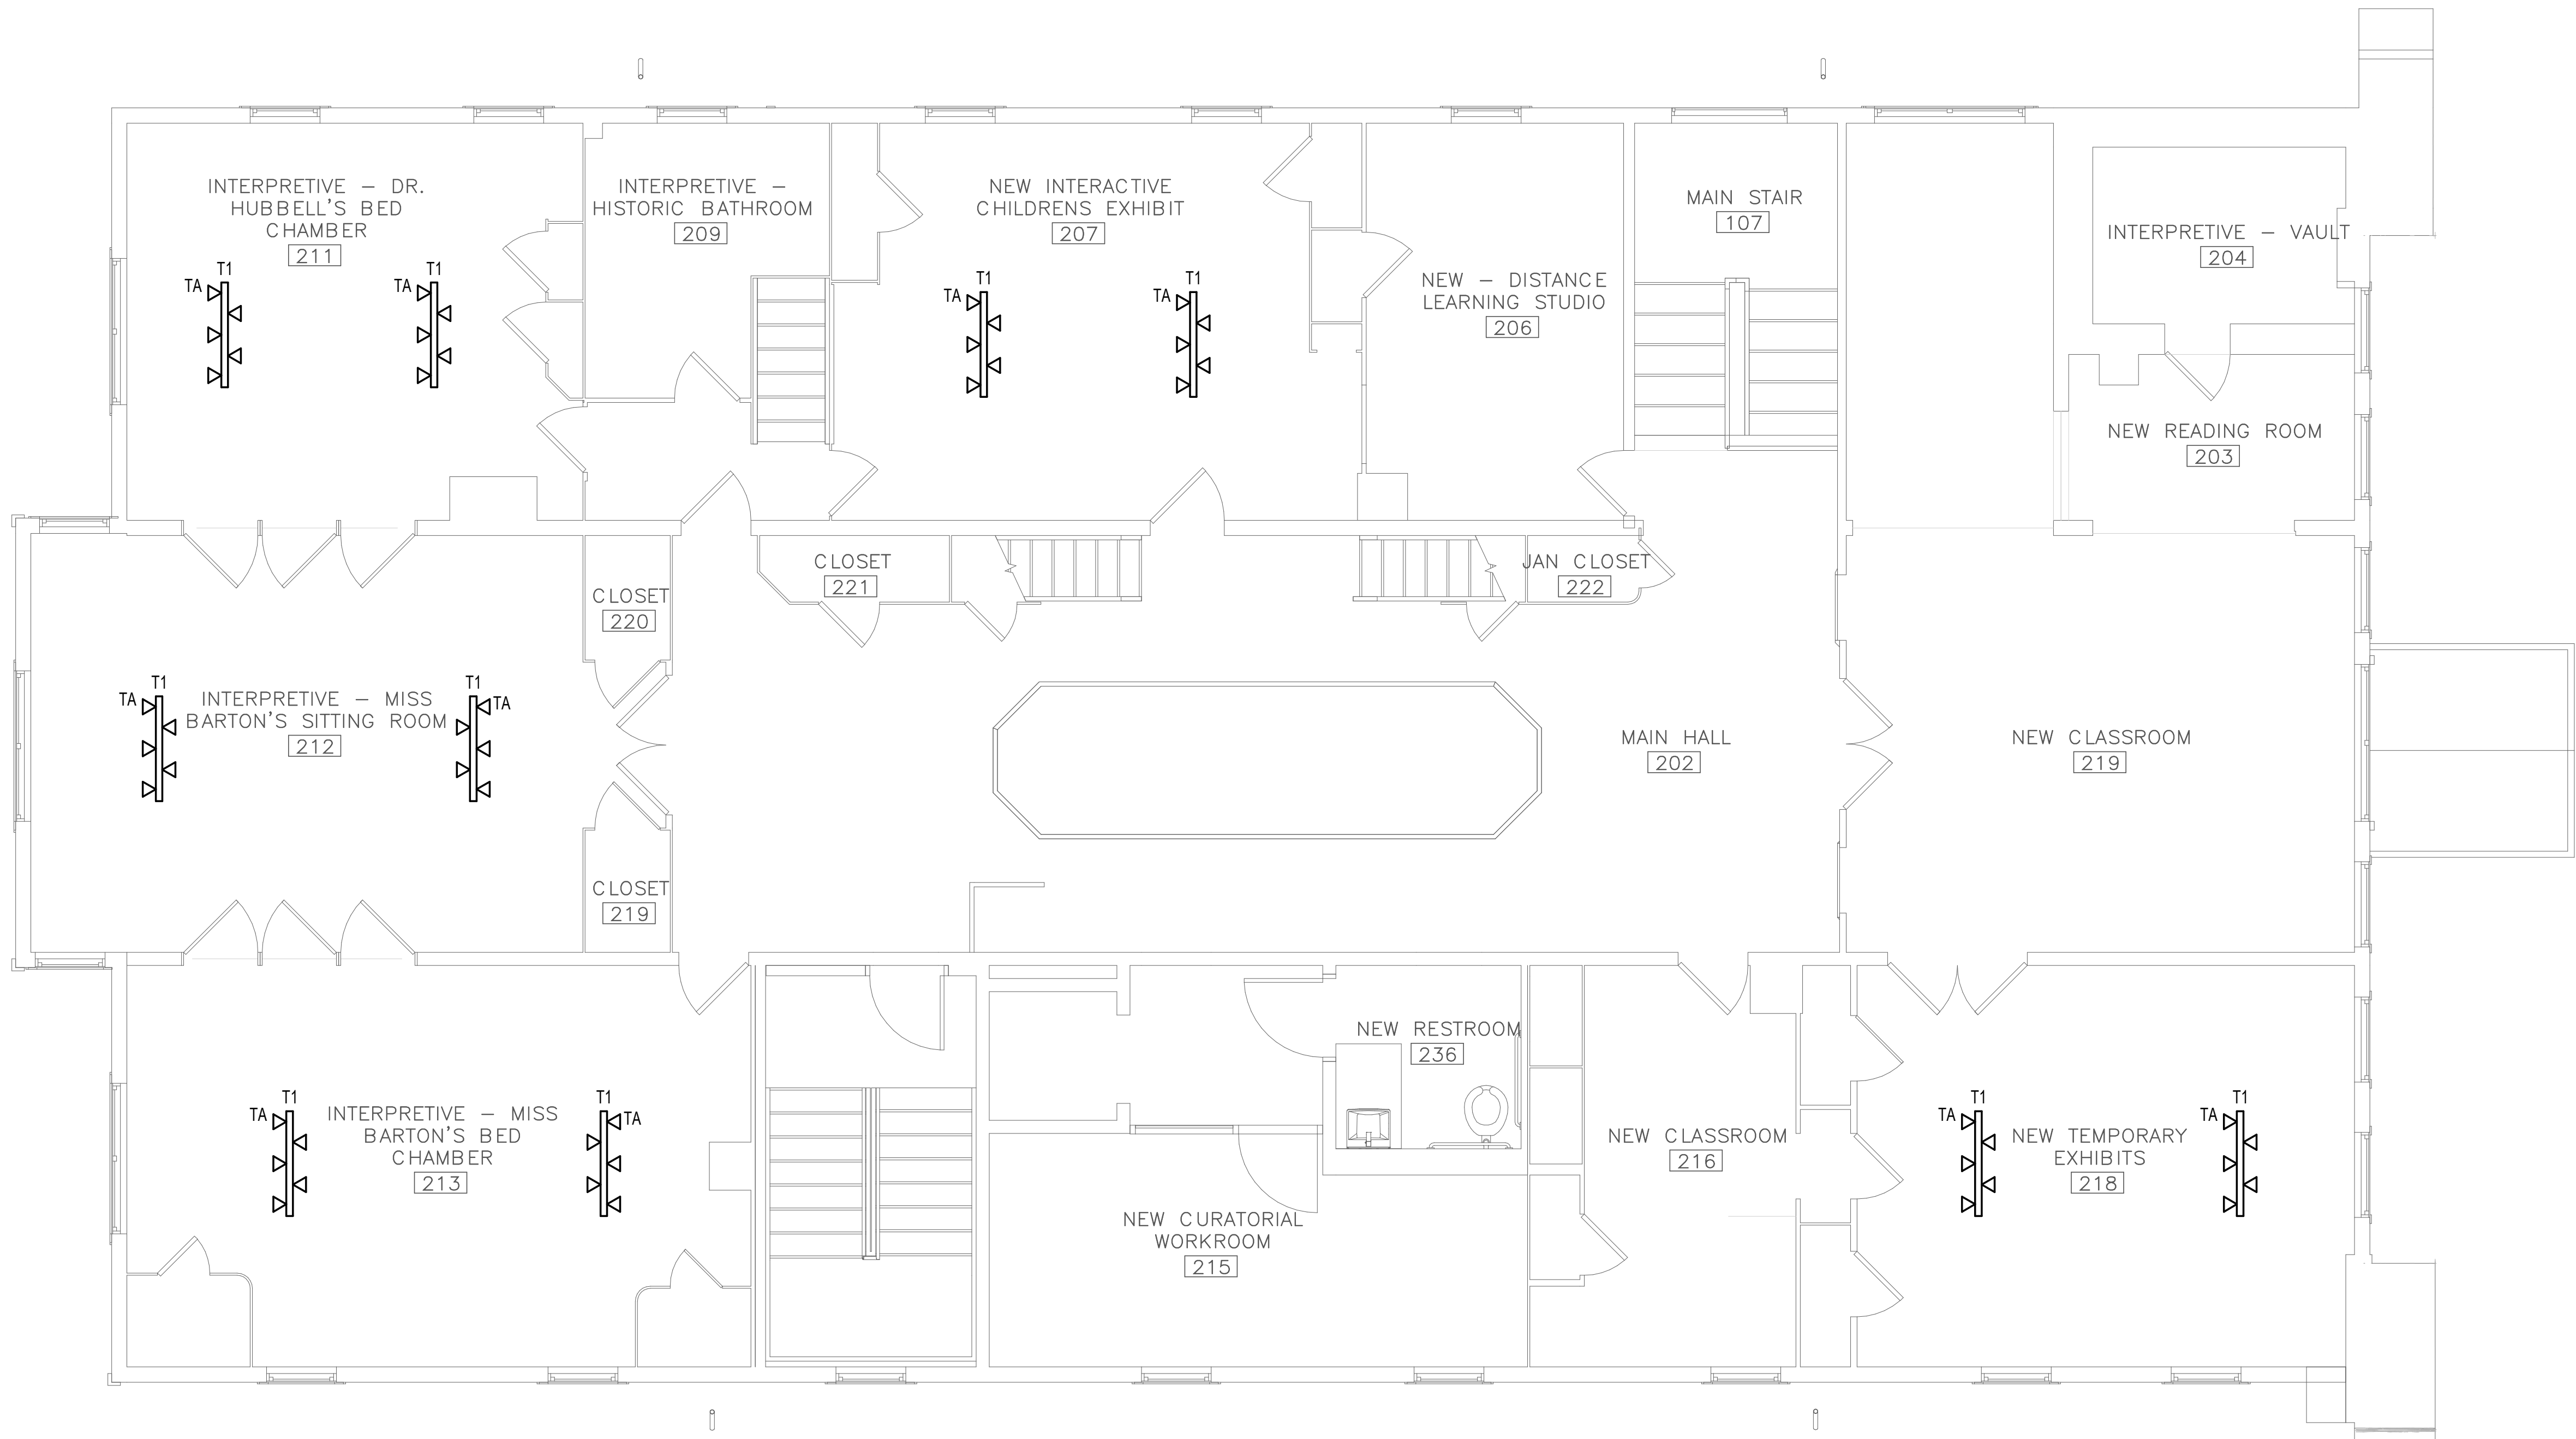 INTERPRETIVE – DR.
HUBBELL'S BED
CHAMBER
211
T1
TA
T1
TA
INTERPRETIVE –
HISTORIC BATHROOM
209
NEW INTERACTIVE
CHILDRENS EXHIBIT
207
T1
TA
T1
TA
NEW – DISTANCE
LEARNING STUDIO
206
MAIN STAIR
107
INTERPRETIVE – VAULT
204
NEW READING ROOM
203
CLOSET
220
CLOSET
221
JAN CLOSET
222
T1
TA
INTERPRETIVE – MISS
BARTON'S SITTING ROOM
212
T1
TA
MAIN HALL
202
NEW CLASSROOM
219
CLOSET
219
T1
TA
INTERPRETIVE – MISS
BARTON'S BED
CHAMBER
213
T1
TA
NEW RESTROOM
236
NEW CURATORIAL
WORKROOM
215
NEW CLASSROOM
216
T1
TA
NEW TEMPORARY
EXHIBITS
218
T1
TA